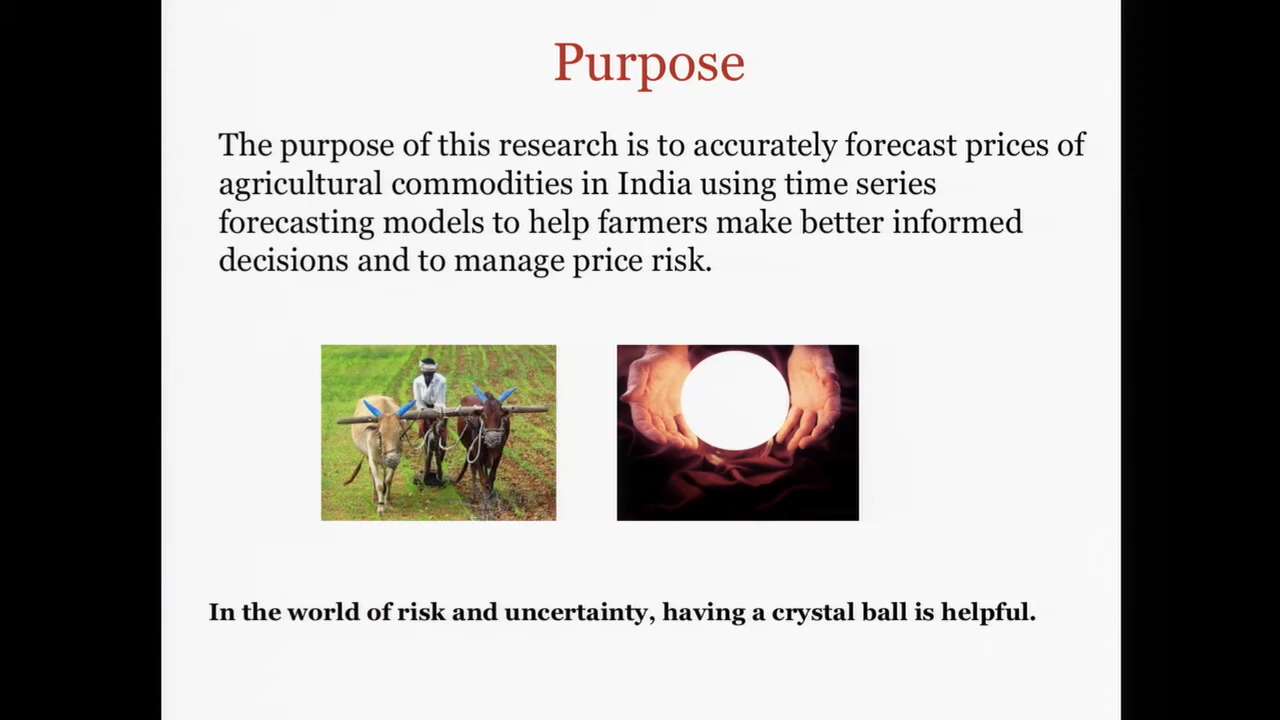 Purpose
The purpose of this research is to accurately forecast prices of
agricultural commodities in India using time series
forecasting models to help farmers make better informed
decisions and to manage price risk.
In the world of risk and uncertainty, having a crystal ball is helpful.